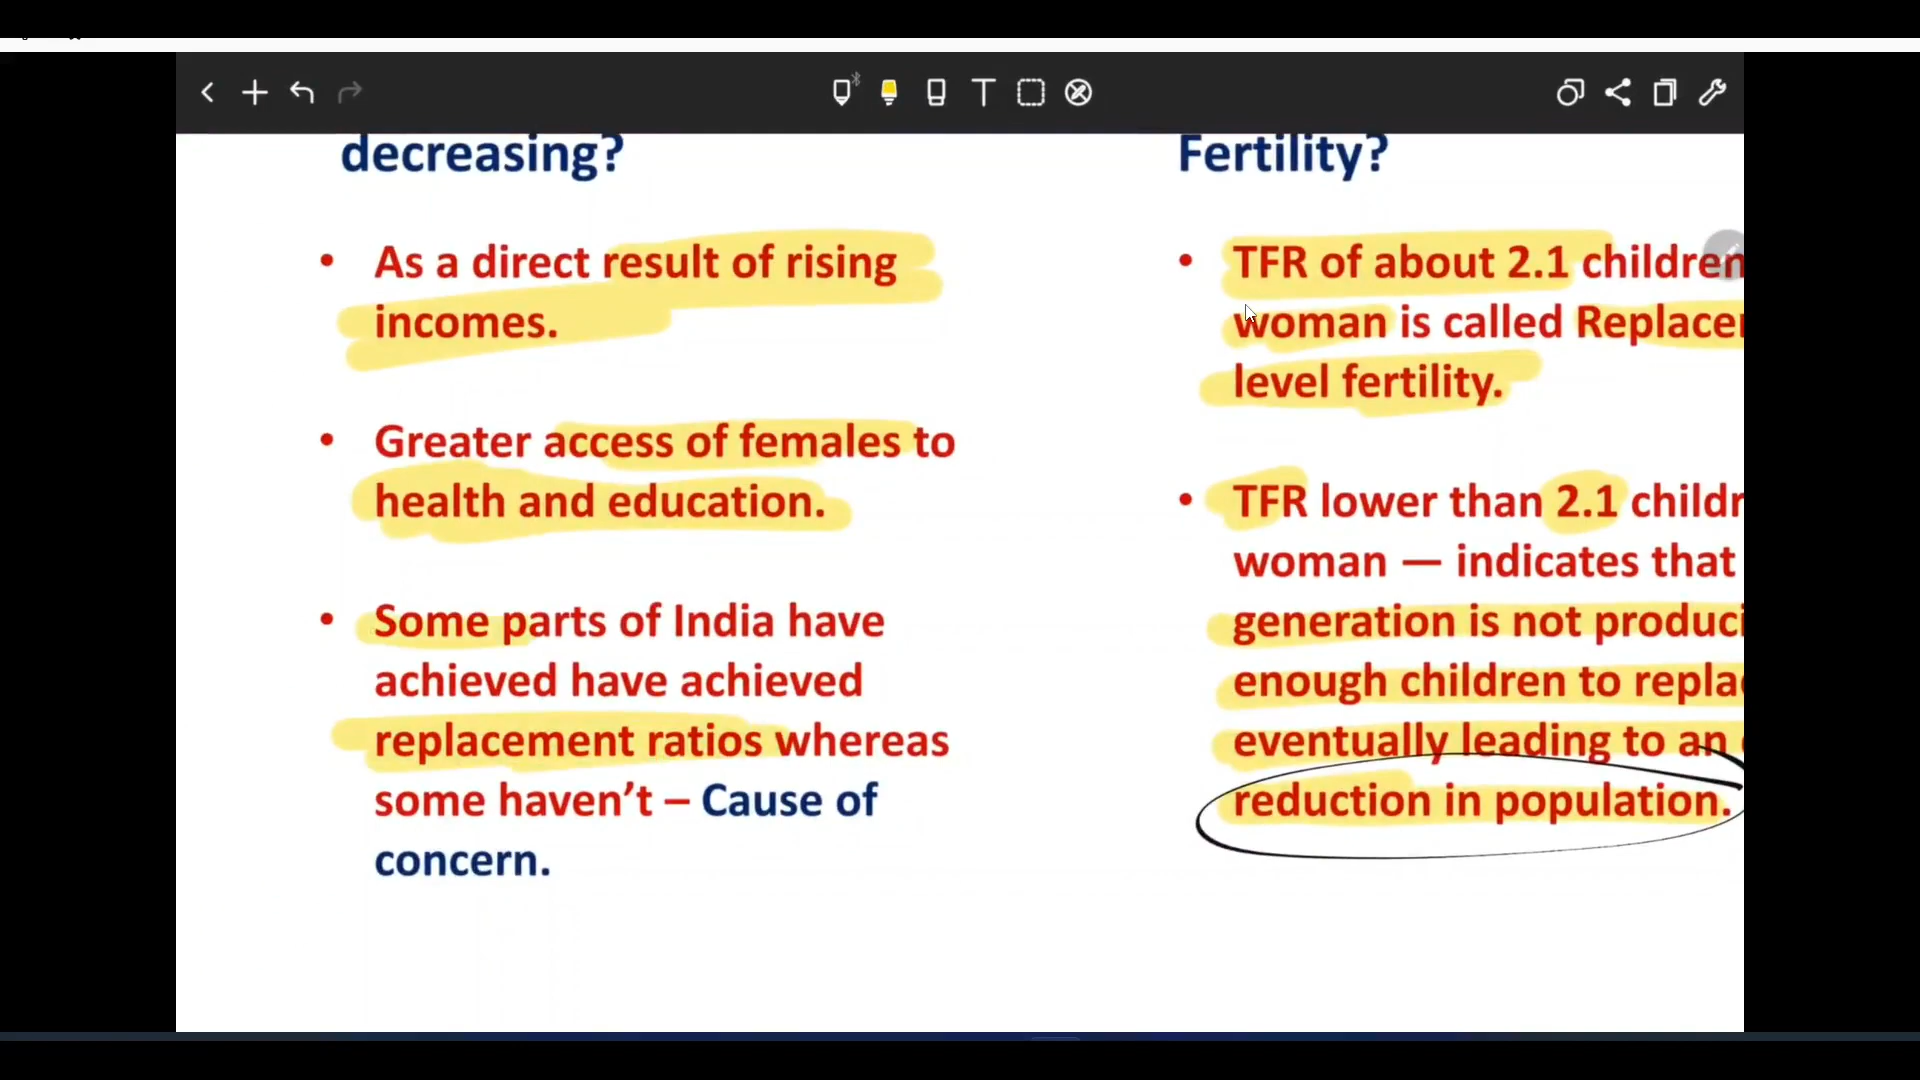 decreasing?
• As a direct result of rising
incomes.
• Greater access of females to
health and education.
• Some parts of India have
achieved have achieved
replacement ratios whereas
some haven’t – Cause of
concern.
Fertility?
• TFR of about 2.1 children
woman is called
level fertility.
• TFR lower than 2.1
woman — indicates that
generation is not
enough children to
eventually leading to an
reduction in population.